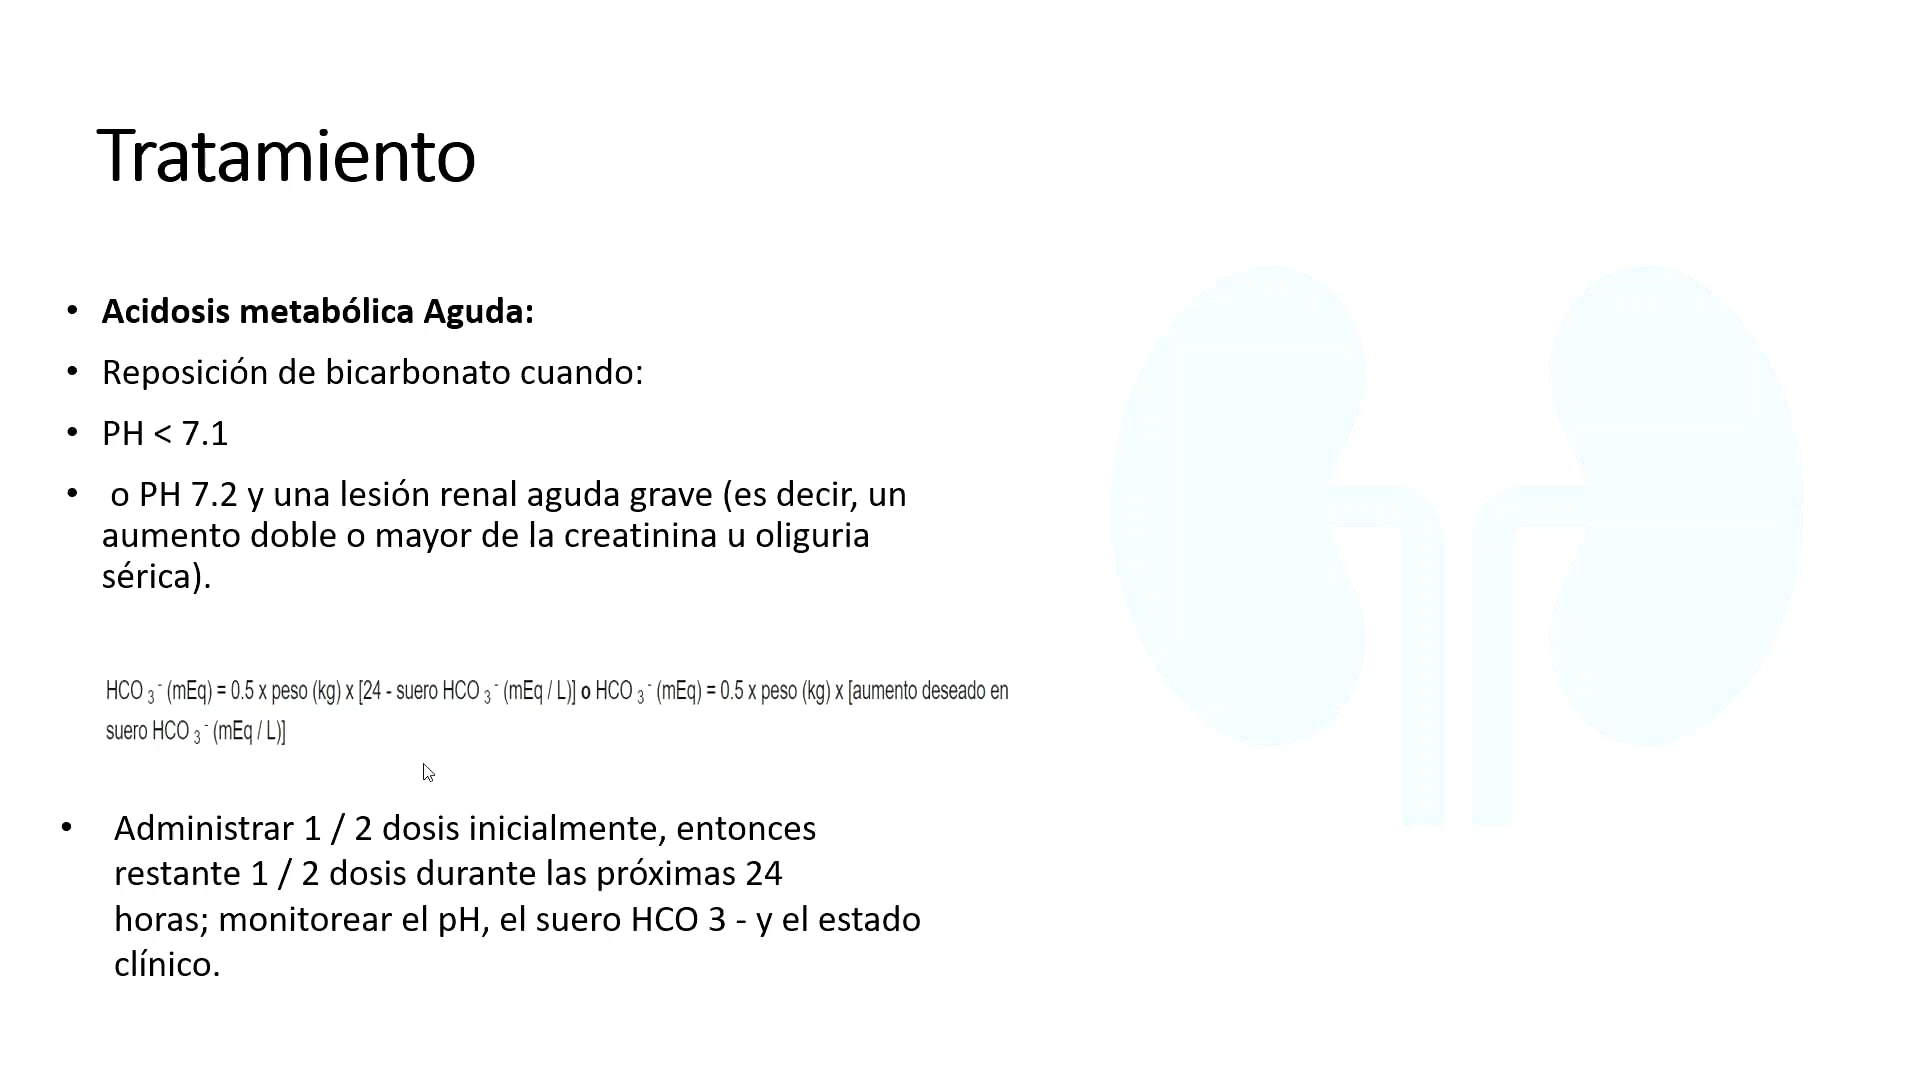 Tratamiento
• Acidosis metabólica Aguda:
• Reposición de bicarbonato cuando:
• PH < 7.1
• o PH 7.2 y una lesión renal aguda grave (es decir, un
aumento doble o mayor de la creatinina u oliguria
sérica).
HCO 3 - (mEq) = 0.5 x peso (kg) x [24 - suero HCO 3 - (mEq / L)] o HCO 3 - (mEq) = 0.5 x peso (kg) x [aumento deseado en
suero HCO 3 - (mEq / L)]
• Administrar 1 / 2 dosis inicialmente, entonces
restante 1 / 2 dosis durante las próximas 24
horas; monitorear el pH, el suero HCO 3 - y el estado
clínico.